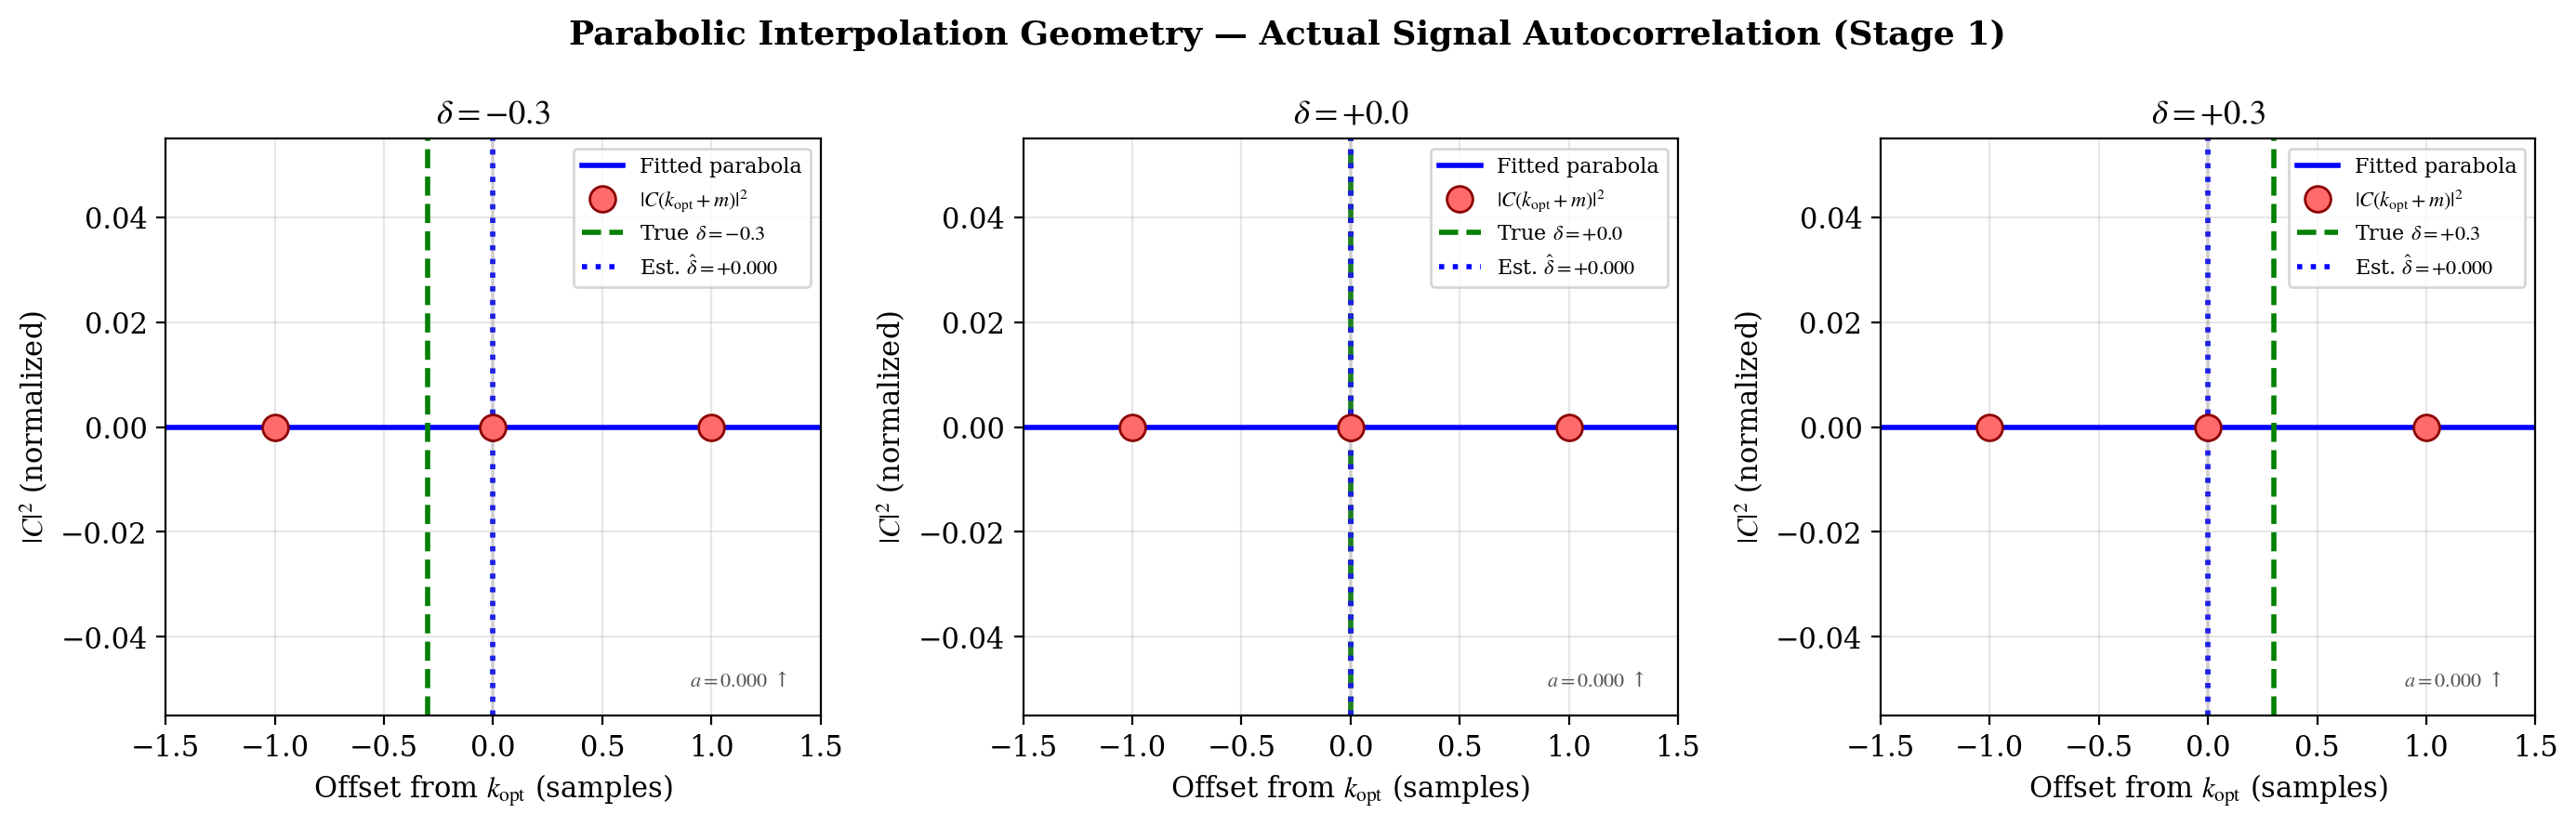 Parabolic Interpolation Geometry — Actual Signal Autocorrelation (Stage 1)
δ = −0.3
|C|² (normalized)
0.04
0.02
0.00
−0.02
−0.04
Fitted parabola
|C(k_opt + m)|²
True δ = −0.3
Est. δ̂ = +0.000
a = 0.000 ↑
−1.5 −1.0 −0.5 0.0 0.5 1.0 1.5
Offset from k_opt (samples)
δ = +0.0
|C|² (normalized)
0.04
0.02
0.00
−0.02
−0.04
Fitted parabola
|C(k_opt + m)|²
True δ = +0.0
Est. δ̂ = +0.000
a = 0.000 ↑
−1.5 −1.0 −0.5 0.0 0.5 1.0 1.5
Offset from k_opt (samples)
δ = +0.3
|C|² (normalized)
0.04
0.02
0.00
−0.02
−0.04
Fitted parabola
|C(k_opt + m)|²
True δ = +0.3
Est. δ̂ = +0.000
a = 0.000 ↑
−1.5 −1.0 −0.5 0.0 0.5 1.0 1.5
Offset from k_opt (samples)